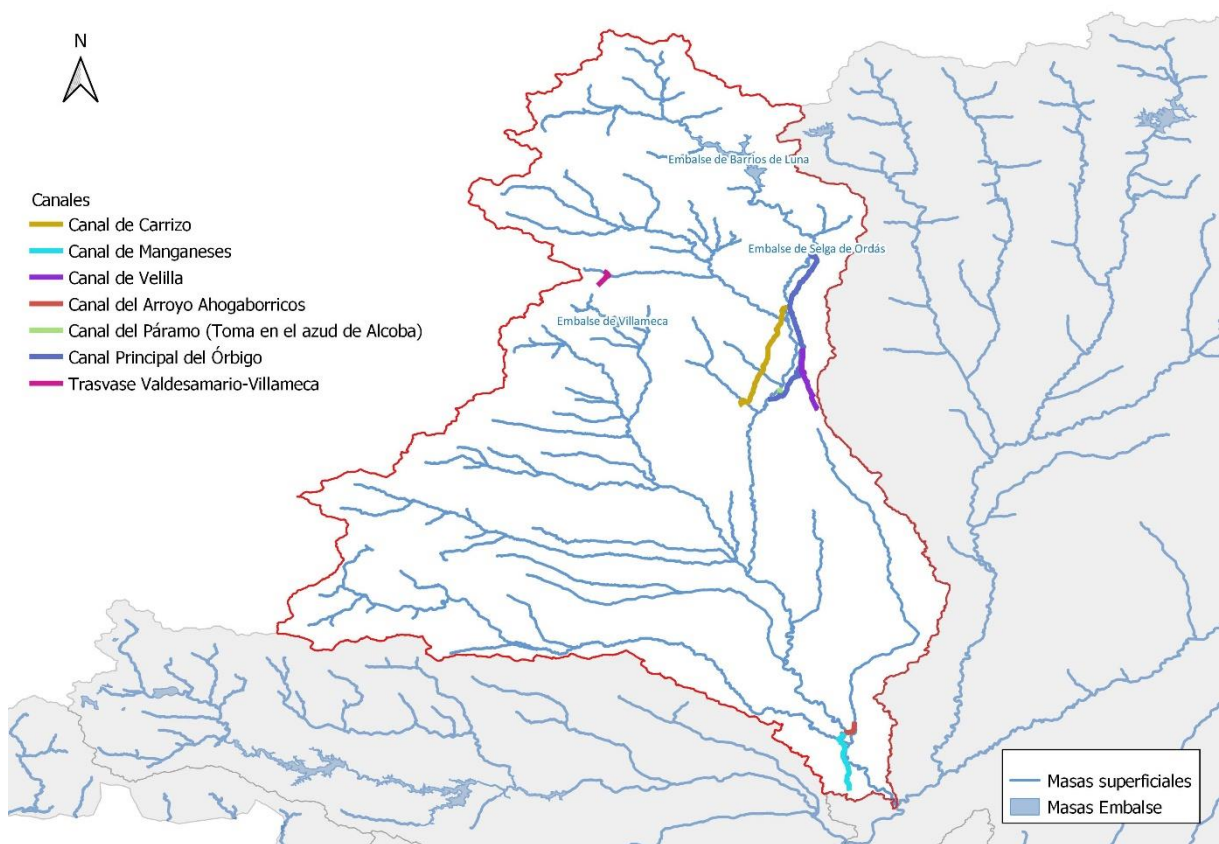 N
Embalse de Barrios de Luna
Embalse de Selga de Ordás
Embalse de Villameca
Canales
Canal de Carrizo
Canal de Manganeses
Canal de Velilla
Canal del Arroyo Ahogaborricos
Canal del Páramo (Toma en el azud de Alcoba)
Canal Principal del Órbigo
Trasvase Valdesamario-Villameca
Masas superficiales
Masas Embalse